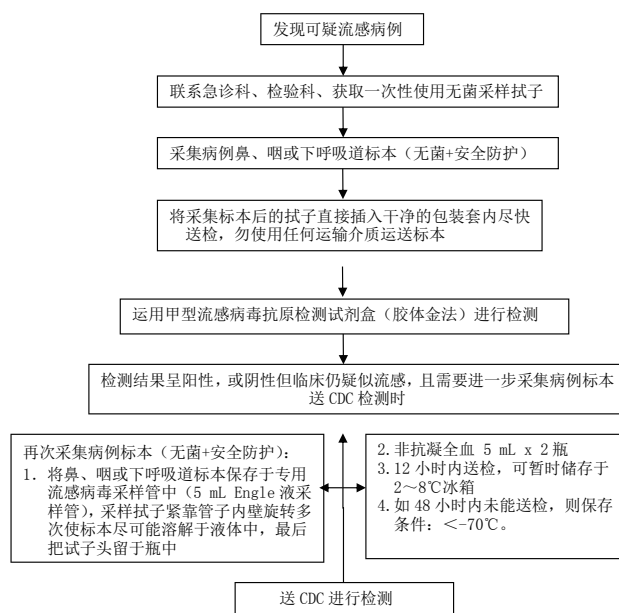 发现可疑流感病例
联系急诊科、检验科、获取一次性使用无菌采样拭子
采集病例鼻、咽或下呼吸道标本（无菌+安全防护）
将采集标本后的拭子直接插入干净的包装套内尽快
送检，勿使用任何运输介质运送标本
运用甲型流感病毒抗原检测试剂盒（胶体金法）进行检测
检测结果呈阳性，或阴性但临床仍疑似流感，且需要进一步采集病例标本
送 CDC 检测时
再次采集病例标本（无菌+安全防护）：
1. 将鼻、咽或下呼吸道标本保存于专用
流感病毒采样管中（5 mL Engle 液采
样管），采样拭子紧靠管子内壁旋转多
次使标本尽可能溶解于液体中，最后
把试子头留于瓶中
2. 非抗凝全血 5 mL x 2 瓶
3. 12 小时内送检，可暂时储存于
2～8℃冰箱
4. 如 48 小时内未能送检，则保存
条件：＜-70℃。
送 CDC 进行检测